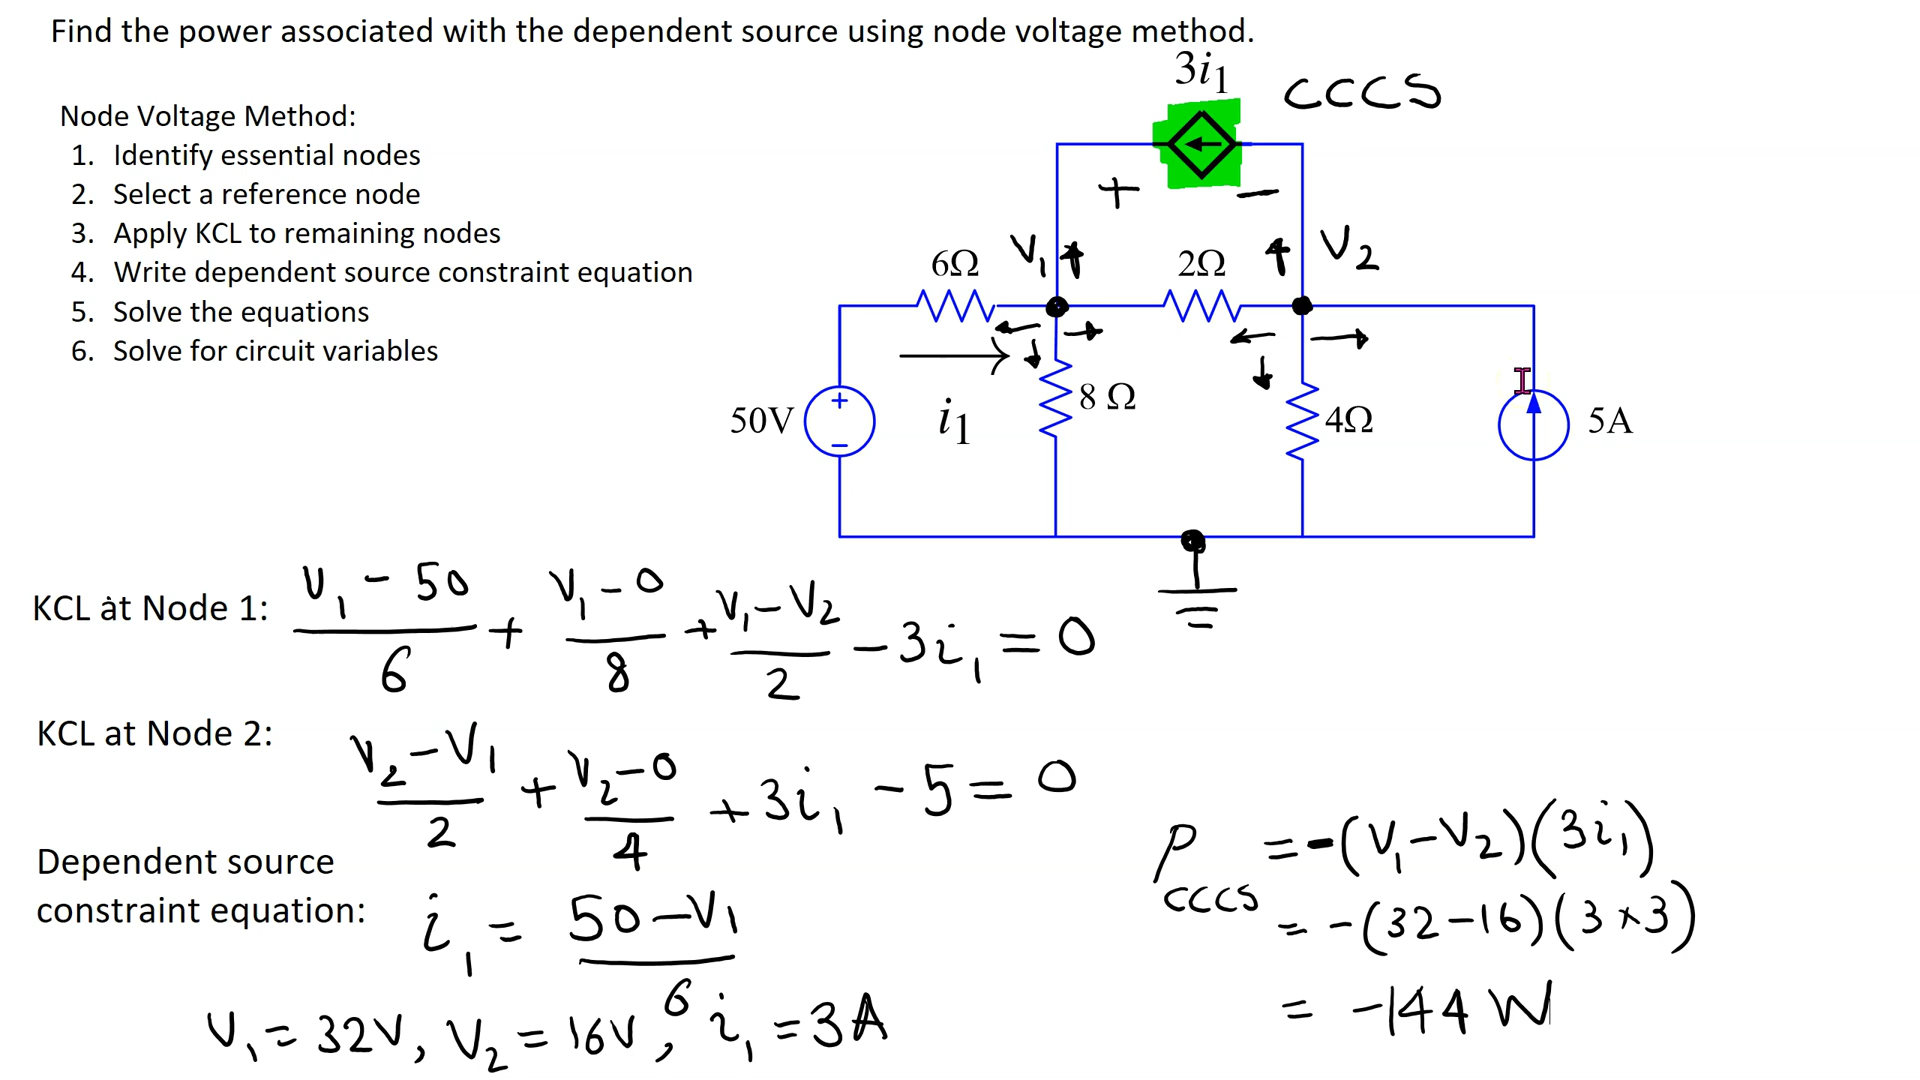 Find the power associated with the dependent source using node voltage method.
3i₁ CCCS
Node Voltage Method:
1. Identify essential nodes
2. Select a reference node
3. Apply KCL to remaining nodes
4. Write dependent source constraint equation
5. Solve the equations
6. Solve for circuit variables
+ −
6Ω V₁ 2Ω V₂
50V + − i₁ 8 Ω 4Ω 5A
KCL at Node 1: (V₁ − 50)/6 + (V₁ − 0)/8 + (V₁ − V₂)/2 − 3i₁ = 0
KCL at Node 2: (V₂ − V₁)/2 + (V₂ − 0)/4 + 3i₁ − 5 = 0
Dependent source
constraint equation: i₁ = (50 − V₁)/6
V₁ = 32V, V₂ = 16V, i₁ = 3A
P CCCS = −(V₁ − V₂)(3i₁)
= −(32 − 16)(3 × 3)
= −144 W